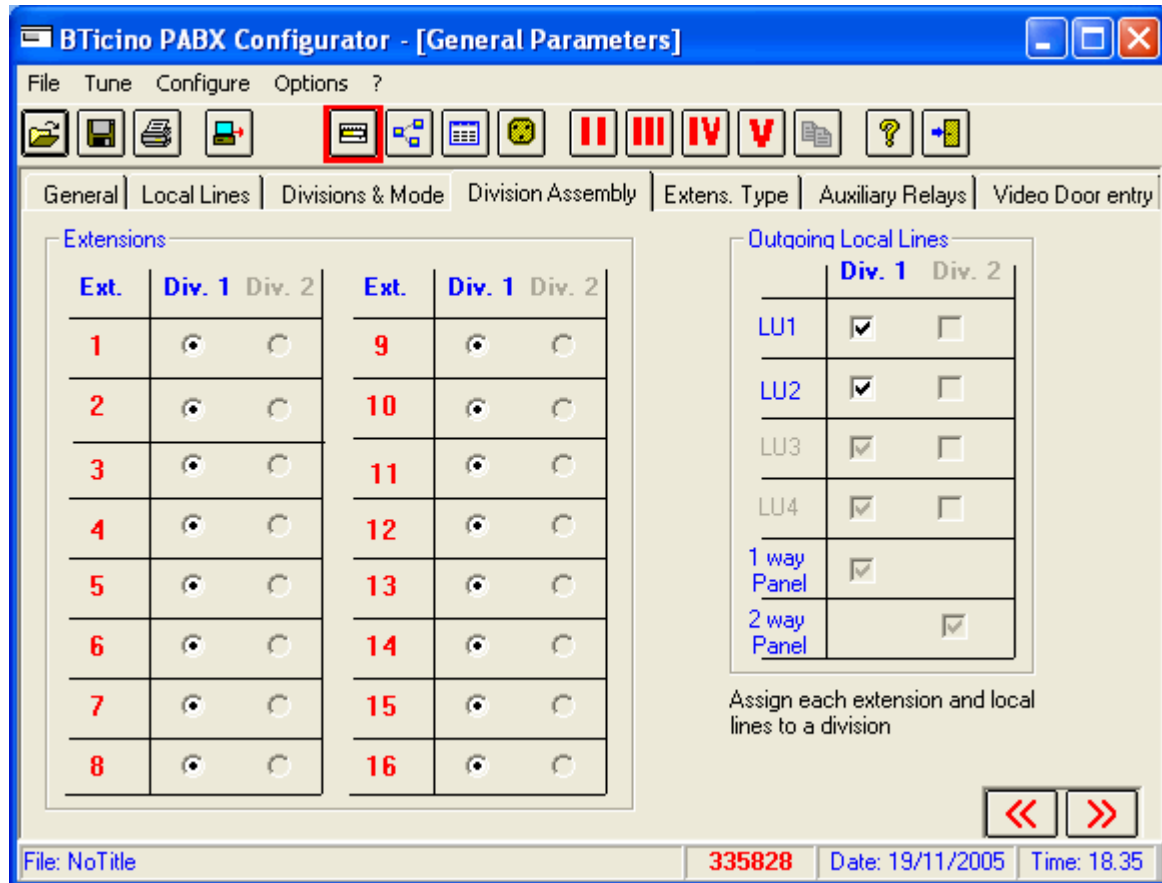 BTicino PABX Configurator - [General Parameters]
File Tune Configure Options ?
II III IV V ?
General Local Lines Divisions & Mode Division Assembly Extens. Type Auxiliary Relays Video Door entry
Extensions
Ext. Div. 1 Div. 2 Ext. Div. 1 Div. 2
1 9
2 10
3 11
4 12
5 13
6 14
7 15
8 16
Outgoing Local Lines
Div. 1 Div. 2
LU1
LU2
LU3
LU4
1 way
Panel
2 way
Panel
Assign each extension and local
lines to a division
File: NoTitle 335828 Date: 19/11/2005 Time: 18.35